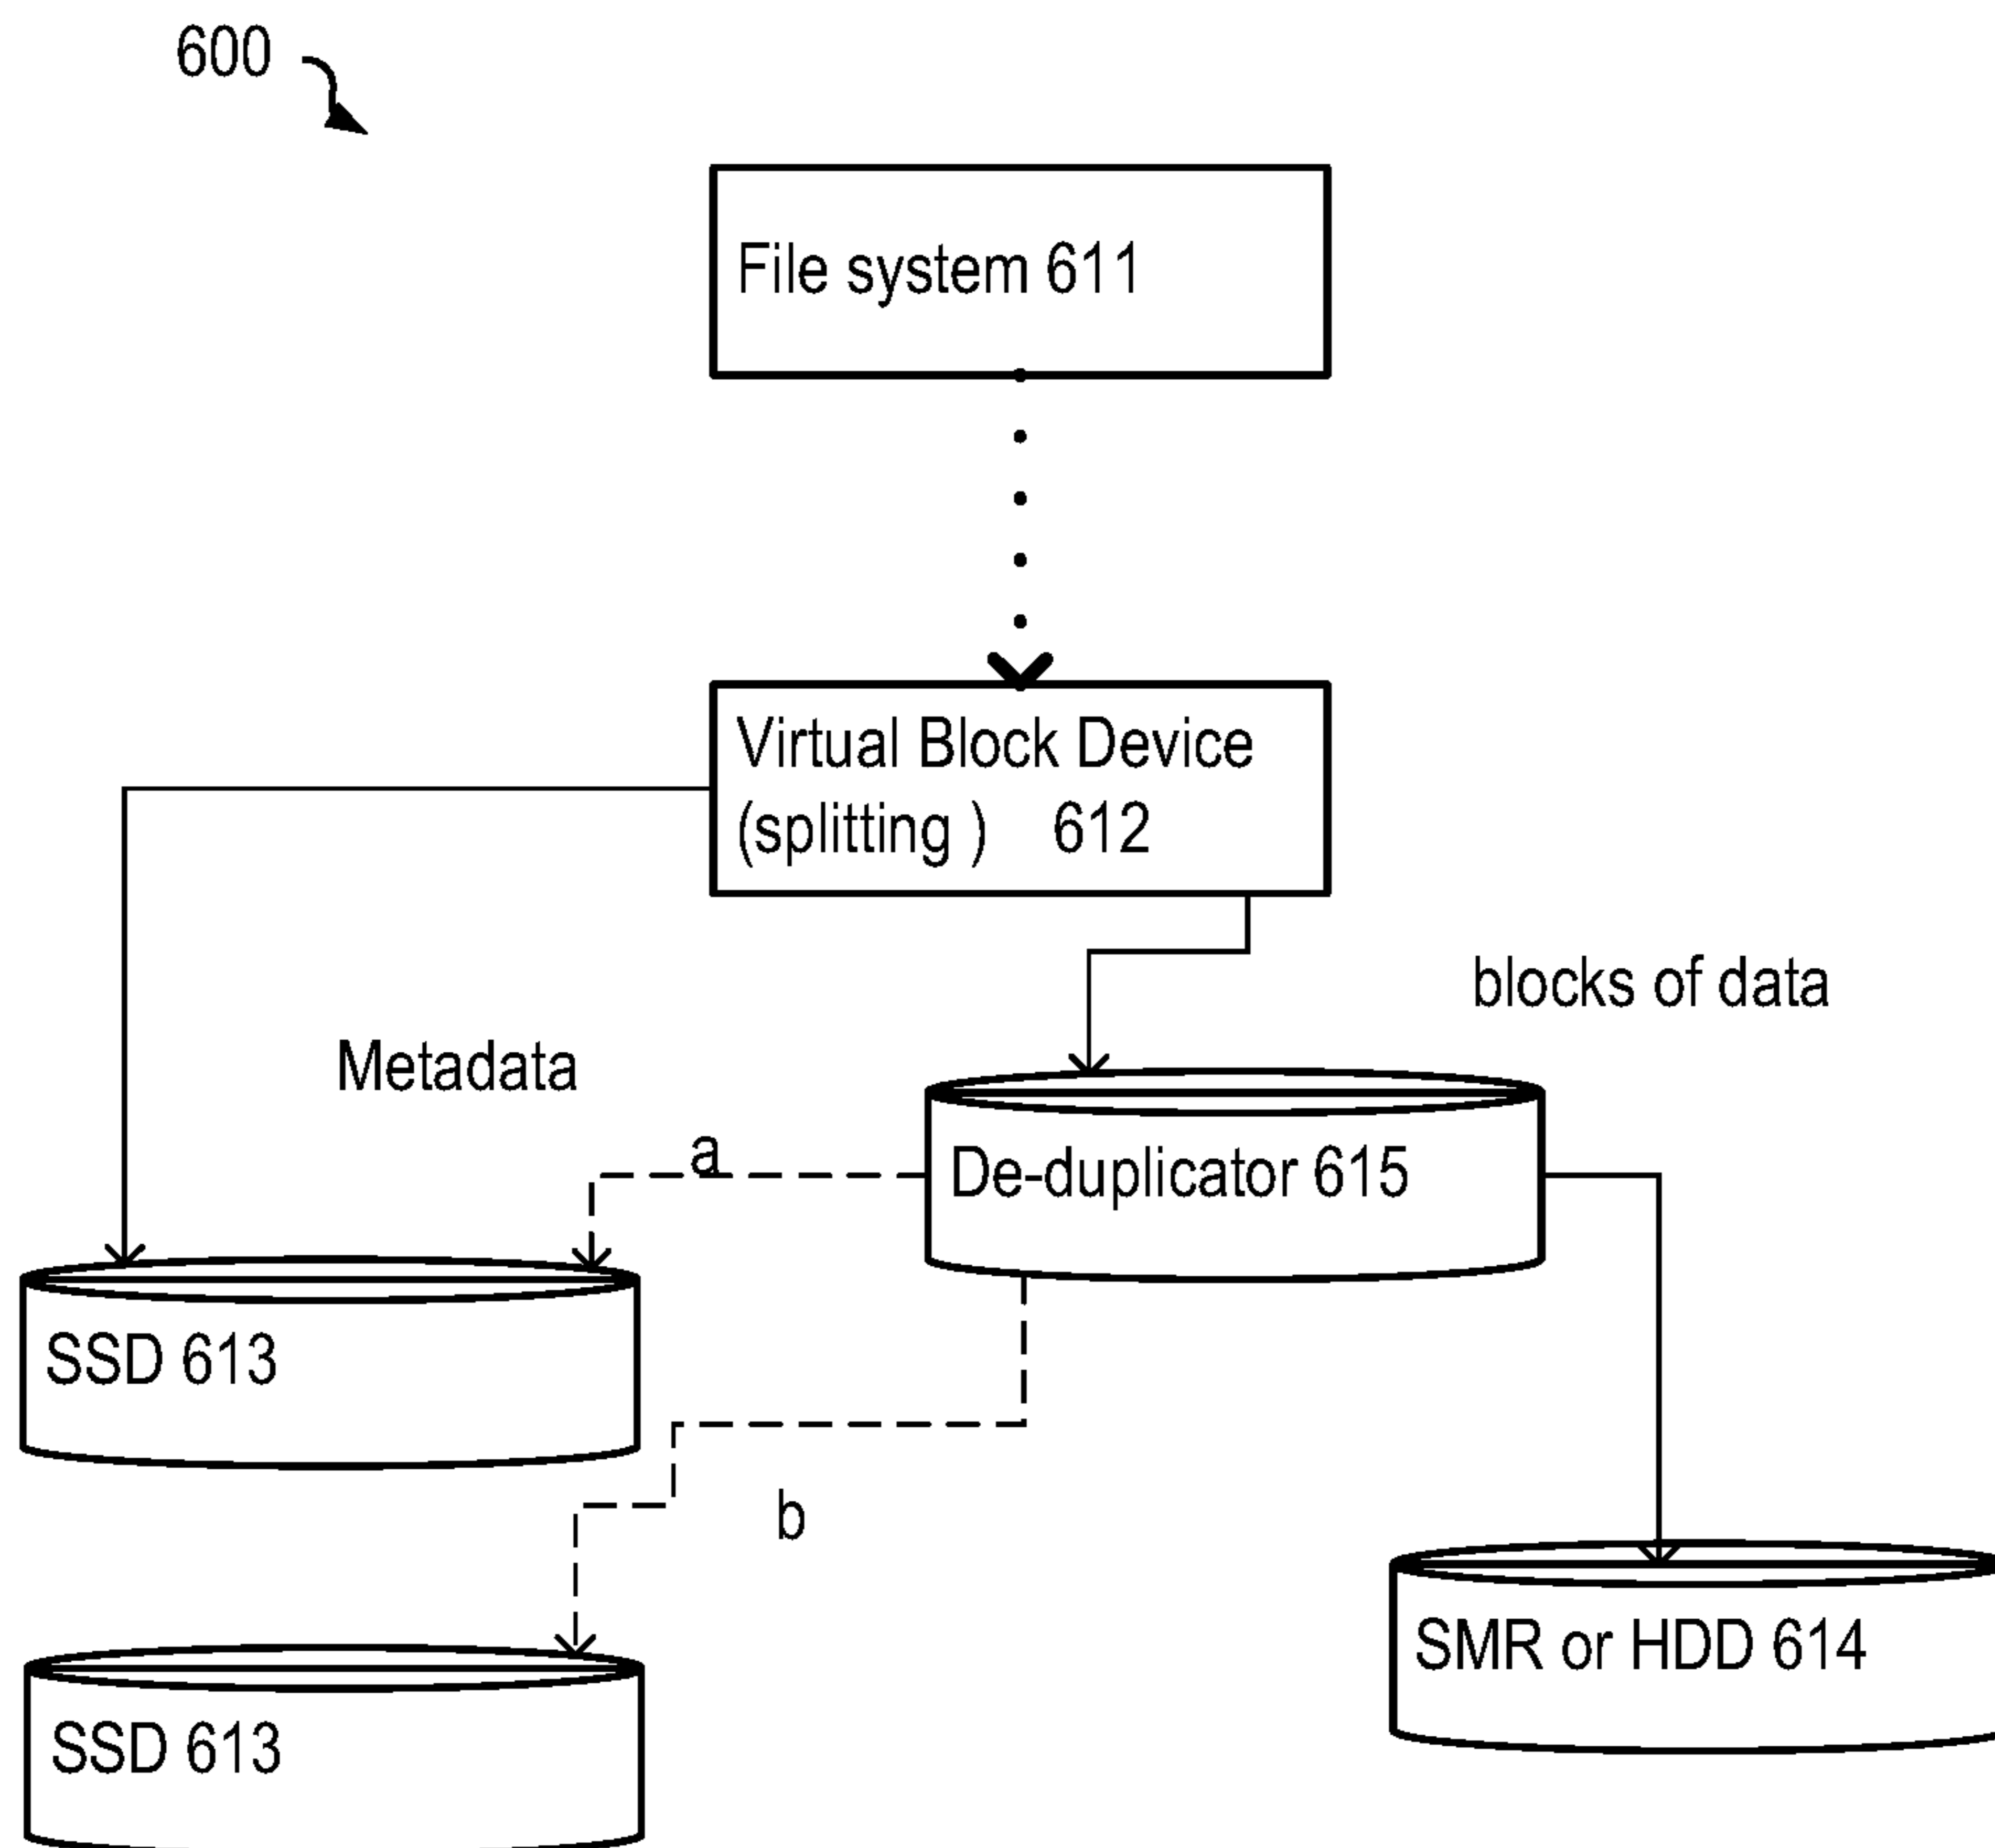 600
File system 611
Virtual Block Device
(splitting ) 612
blocks of data
Metadata
a
De-duplicator 615
SSD 613
b
SMR or HDD 614
SSD 613